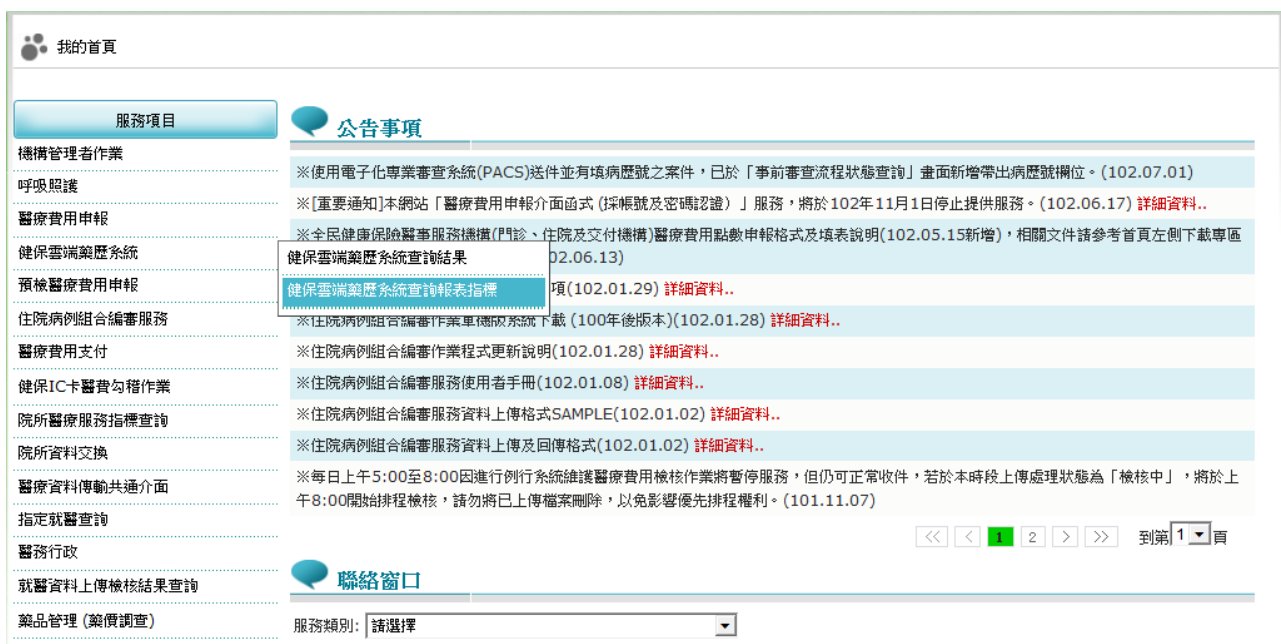 我的首頁
服務項目
機構管理者作業
呼吸照護
醫療費用申報
健保雲端藥歷系統
預檢醫療費用申報
住院病例組合編審服務
醫療費用支付
健保IC卡醫費勾稽作業
院所醫療服務指標查詢
院所資料交換
醫療資料傳輸共通介面
指定就醫查詢
醫務行政
就醫資料上傳檢核結果查詢
藥品管理 (藥價調查)
健保雲端藥歷系統查詢結果
健保雲端藥歷系統查詢報表指標
公告事項
※使用電子化專業審查系統(PACS)送件並有填病歷號之案件，已於「事前審查流程狀態查詢」畫面新增帶出病歷號欄位。(102.07.01)
※[重要通知]本網站「醫療費用申報介面函式 (採帳號及密碼認證) 」服務，將於102年11月1日停止提供服務。(102.06.17) 詳細資料..
※全民健康保險醫事服務機構(門診、住院及交付機構)醫療費用點數申報格式及填表說明(102.05.15新增)，相關文件請參考首頁左側下載專區
02.06.13)
項(102.01.29) 詳細資料..
※住院病例組合編審作業單機版系統下載 (100年後版本)(102.01.28) 詳細資料..
※住院病例組合編審作業程式更新說明(102.01.28) 詳細資料..
※住院病例組合編審服務使用者手冊(102.01.08) 詳細資料..
※住院病例組合編審服務資料上傳格式SAMPLE(102.01.02) 詳細資料..
※住院病例組合編審服務資料上傳及回傳格式(102.01.02) 詳細資料..
※每日上午5:00至8:00因進行例行系統維護醫療費用檢核作業將暫停服務，但仍可正常收件，若於本時段上傳處理狀態為「檢核中」，將於上
午8:00開始排程檢核，請勿將已上傳檔案刪除，以免影響優先排程權利。(101.11.07)
<< < 1 2 > >> 到第 1 頁
聯絡窗口
服務類別: 請選擇